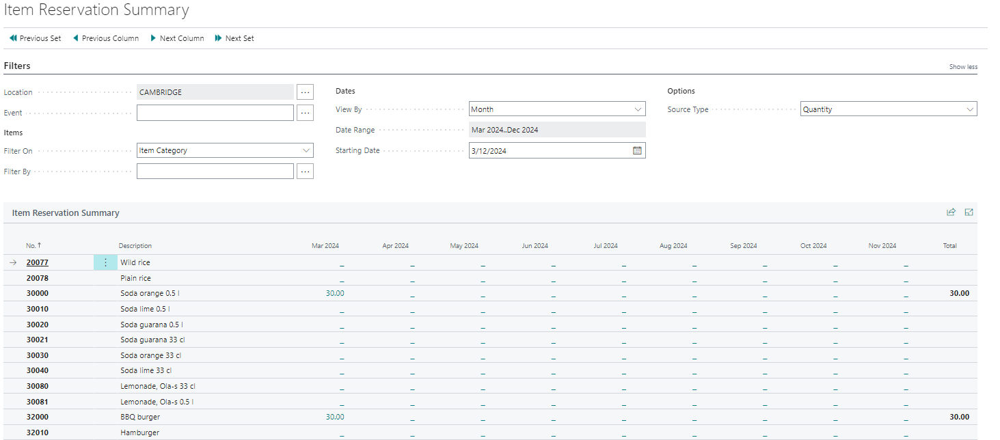 Item Reservation Summary
Previous Set Previous Column Next Column Next Set
Filters Show less
Location CAMBRIDGE ... Dates Options
Event ... View By Month Source Type Quantity
Items Date Range Mar 2024..Dec 2024
Filter On Item Category Starting Date 3/12/2024
Filter By ...
Item Reservation Summary
No. ↑ Description Mar 2024 Apr 2024 May 2024 Jun 2024 Jul 2024 Aug 2024 Sep 2024 Oct 2024 Nov 2024 Total
→ 20077 ⋮ Wild rice _ _ _ _ _ _ _ _ _
20078 Plain rice _ _ _ _ _ _ _ _ _
30000 Soda orange 0.5 l 30.00 _ _ _ _ _ _ _ _ 30.00
30010 Soda lime 0.5 l _ _ _ _ _ _ _ _ _
30020 Soda guarana 0.5 l _ _ _ _ _ _ _ _ _
30021 Soda guarana 33 cl _ _ _ _ _ _ _ _ _
30030 Soda orange 33 cl _ _ _ _ _ _ _ _ _
30040 Soda lime 33 cl _ _ _ _ _ _ _ _ _
30080 Lemonade, Ola-s 33 cl _ _ _ _ _ _ _ _ _
30081 Lemonade, Ola-s 0.5 l _ _ _ _ _ _ _ _ _
32000 BBQ burger 30.00 _ _ _ _ _ _ _ _ 30.00
32010 Hamburger _ _ _ _ _ _ _ _ _